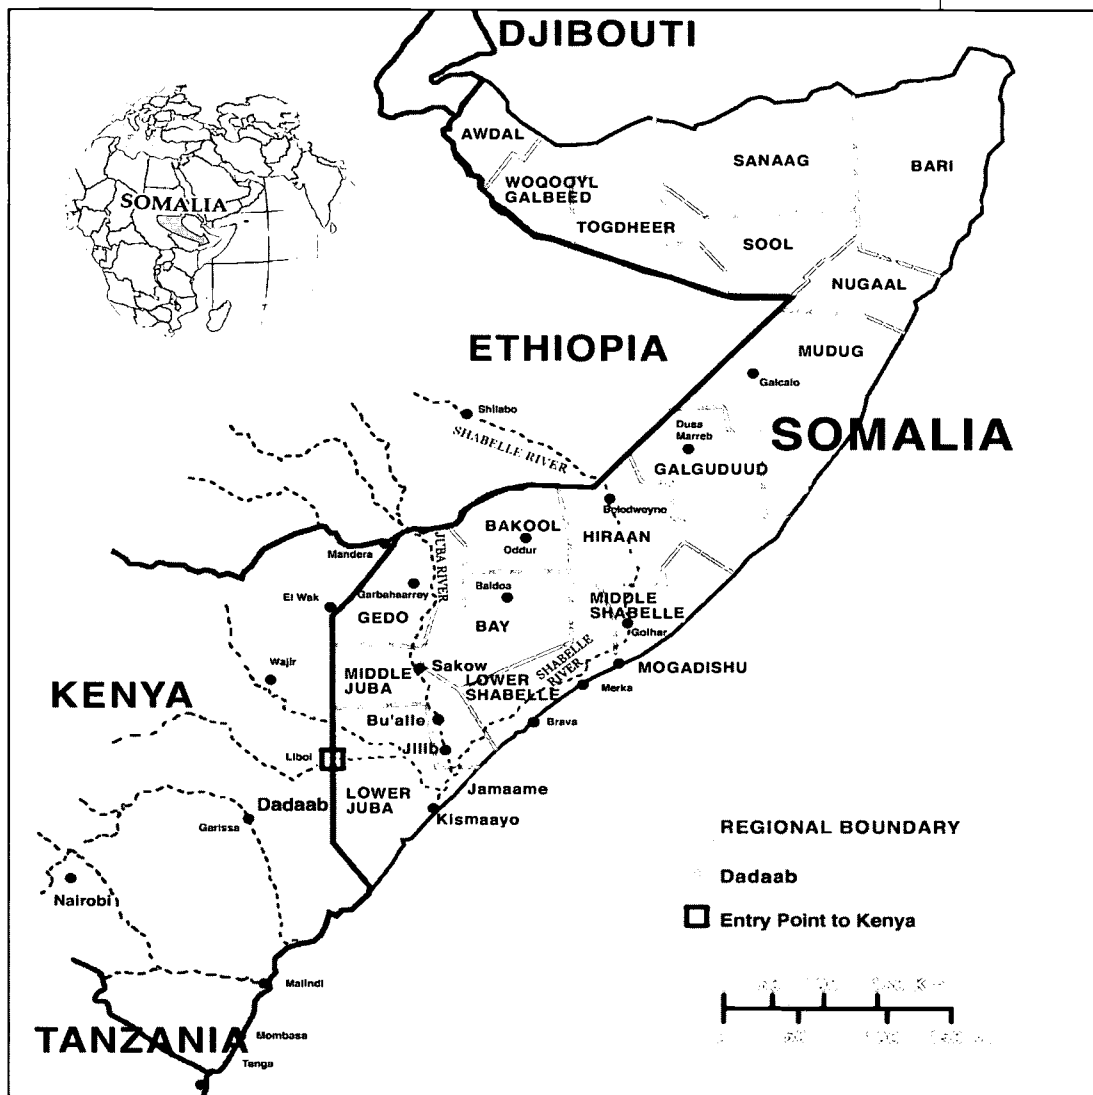 DJIBOUTI
AWDAL
SANAAG
BARI
WOQOOYL
GALBEED
SOMALIA
TOGDHEER
SOOL
NUGAAL
ETHIOPIA
MUDUG
Galcaio
Shilabo
SHABELLE RIVER
Dusa
Marreb
SOMALIA
GALGUDUUD
Belodweyne
BAKOOL
HIRAAN
Oddur
Mandera
JUBA RIVER
Garbahaarrey
Baidoa
El Wak
GEDO
MIDDLE
SHABELLE
BAY
Golhar
SHABELLE
RIVER
Wajir
Sakow
MOGADISHU
MIDDLE
JUBA
LOWER
SHABELLE
Merka
KENYA
Bu'alle
Brava
Jilib
Liboi
Jamaame
LOWER
JUBA
Dadaab
Kismaayo
Garissa
REGIONAL BOUNDARY
Dadaab
Nairobi
Entry Point to Kenya
Malindi
TANZANIA
Mombasa
Tanga